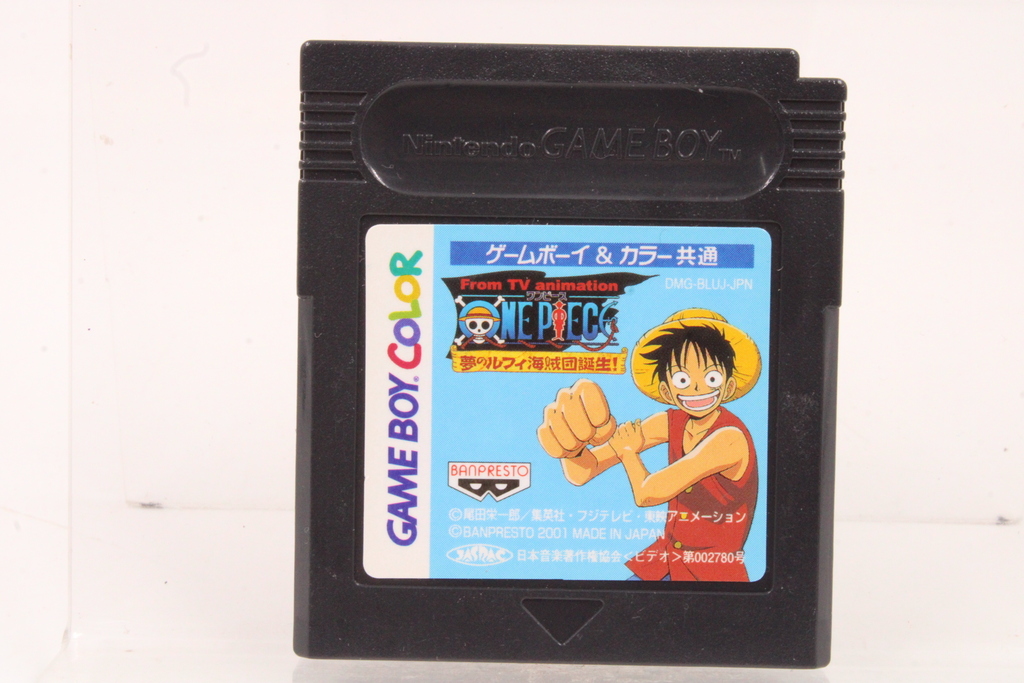 Nintendo GAME BOY TM
GAME BOY COLOR
ゲームボーイ & カラー共通
DMG-BLUJ-JPN
From TV animation
ワンピース
ONE PIECE
夢のルフィ海賊団誕生!
BANPRESTO
©尾田栄一郎/集英社・フジテレビ・東映アニメーション
©BANPRESTO 2001 MADE IN JAPAN
JASRAC 日本音楽著作権協会<ビデオ>第002780号